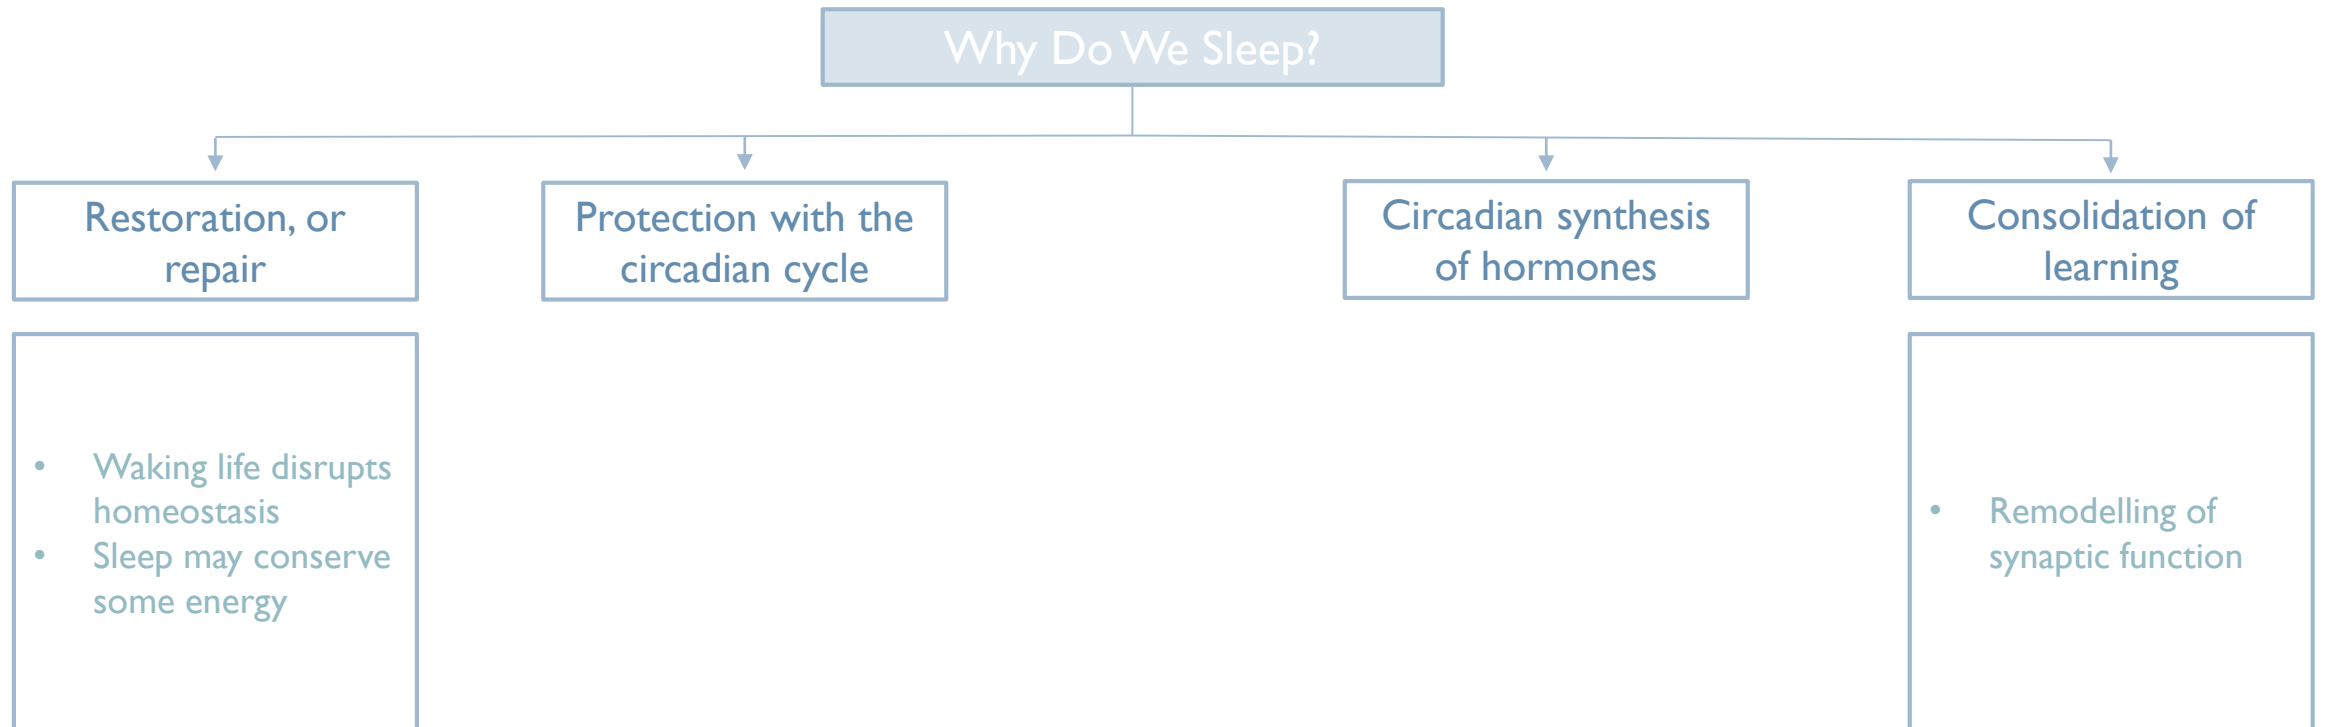 Why Do We Sleep?
Restoration, or
repair
Protection with the
circadian cycle
Circadian synthesis
of hormones
Consolidation of
learning
• Waking life disrupts
homeostasis
• Sleep may conserve
some energy
• Remodelling of
synaptic function